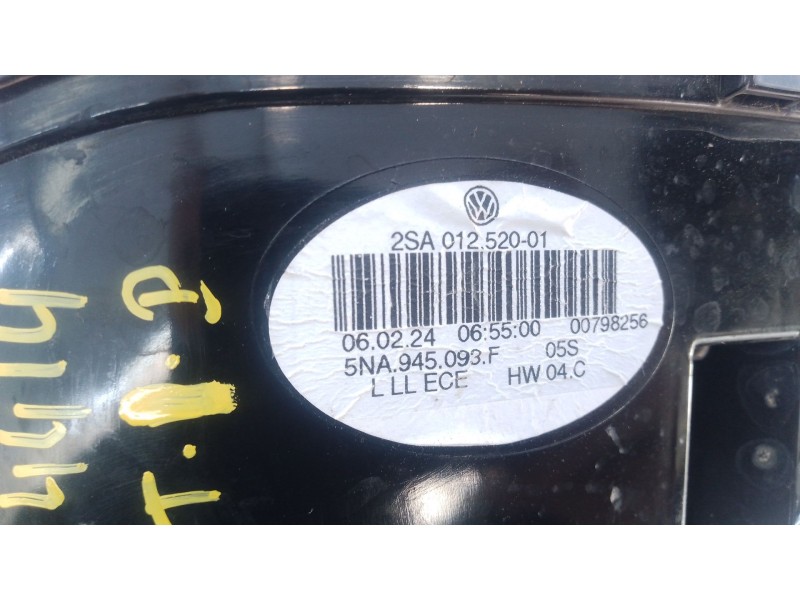 2SA 012.520-01
06.02.24 06:55:00 00798256
5NA.945.093.F 05S
L LL ECE HW 04.C
T.I.P